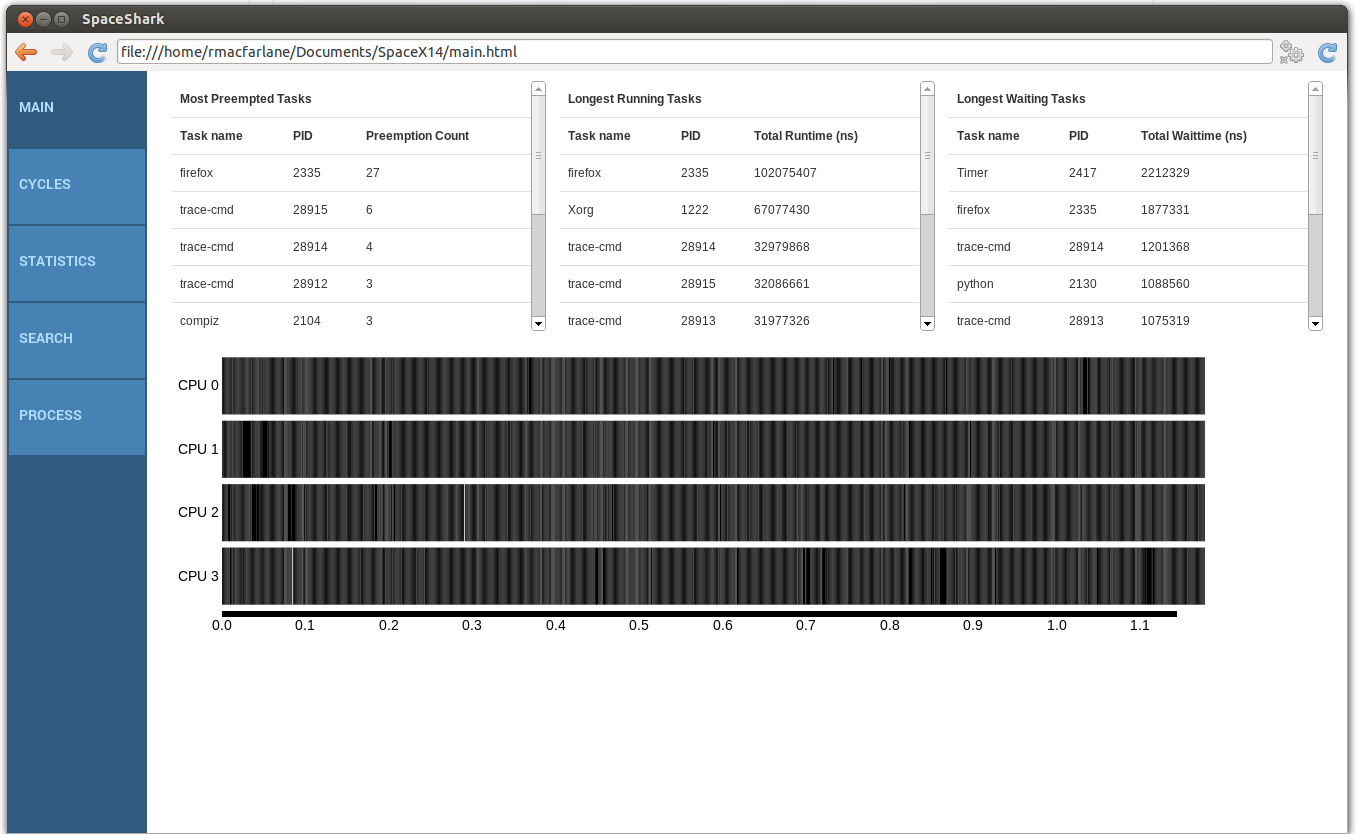 SpaceShark
file:///home/rmacfarlane/Documents/SpaceX14/main.html
MAIN
CYCLES
STATISTICS
SEARCH
PROCESS
Most Preempted Tasks
Task name PID Preemption Count
firefox 2335 27
trace-cmd 28915 6
trace-cmd 28914 4
trace-cmd 28912 3
compiz 2104 3
Longest Running Tasks
Task name PID Total Runtime (ns)
firefox 2335 102075407
Xorg 1222 67077430
trace-cmd 28914 32979868
trace-cmd 28915 32086661
trace-cmd 28913 31977326
Longest Waiting Tasks
Task name PID Total Waittime (ns)
Timer 2417 2212329
firefox 2335 1877331
trace-cmd 28914 1201368
python 2130 1088560
trace-cmd 28913 1075319
CPU 0
CPU 1
CPU 2
CPU 3
0.0 0.1 0.2 0.3 0.4 0.5 0.6 0.7 0.8 0.9 1.0 1.1